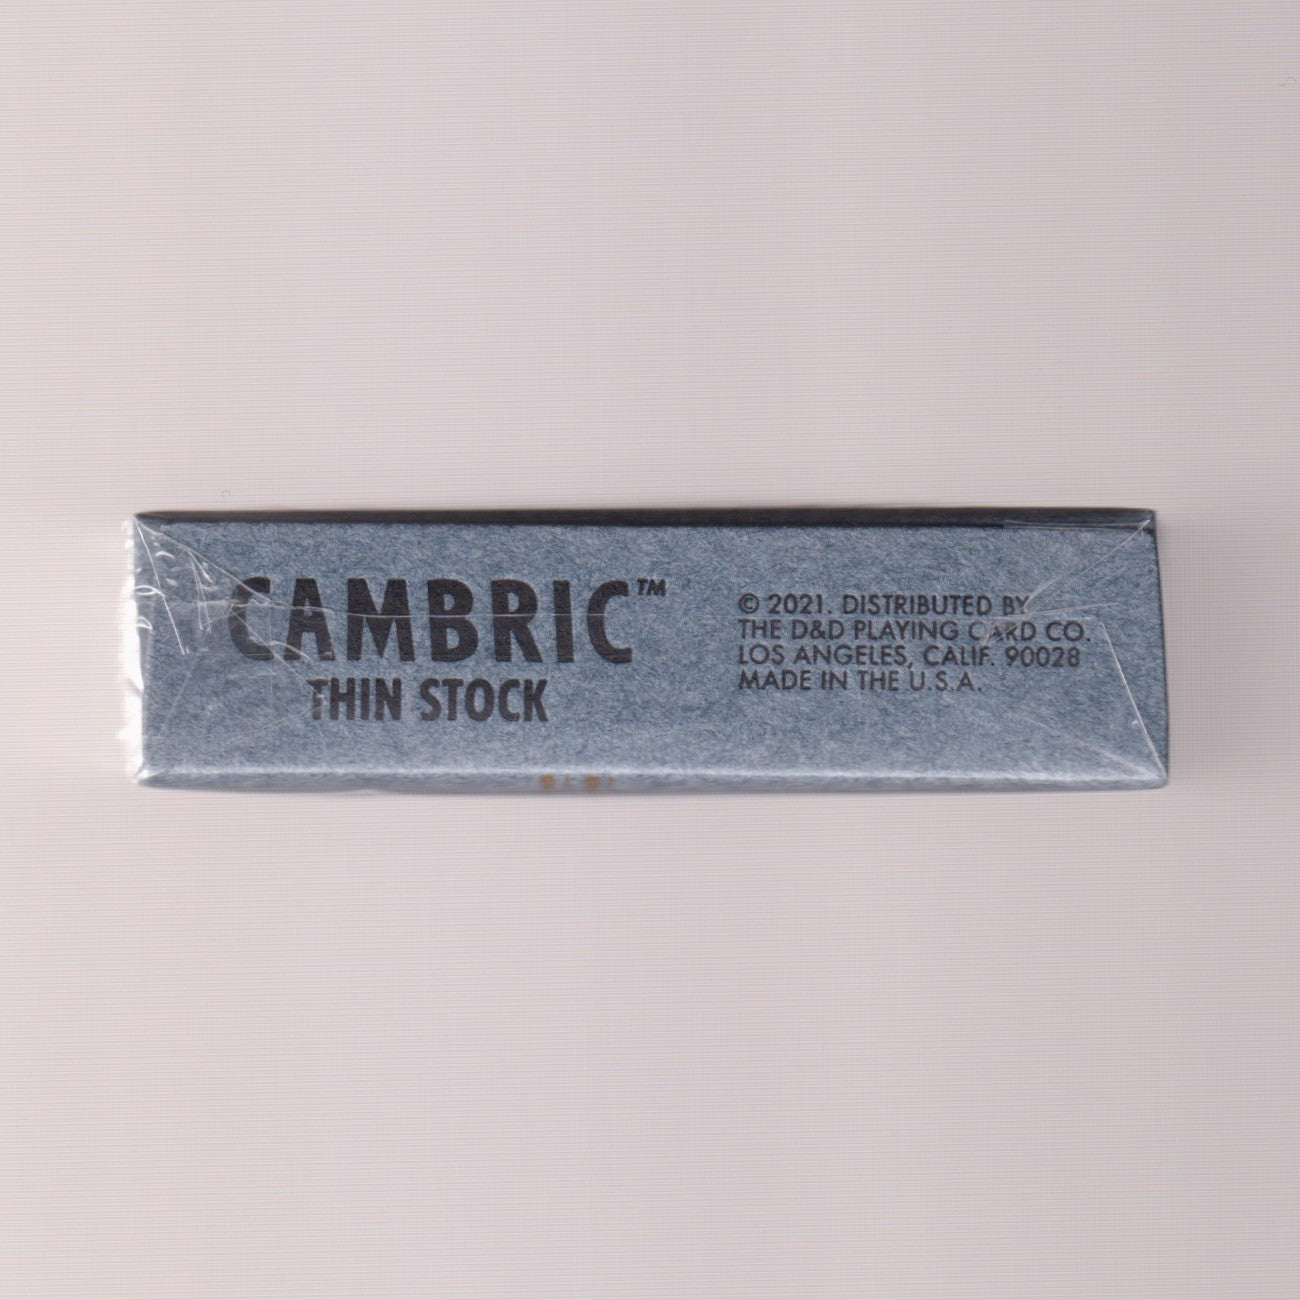 CAMBRIC™
THIN STOCK
© 2021. DISTRIBUTED BY
THE D&D PLAYING CARD CO.
LOS ANGELES, CALIF. 90028
MADE IN THE U.S.A.